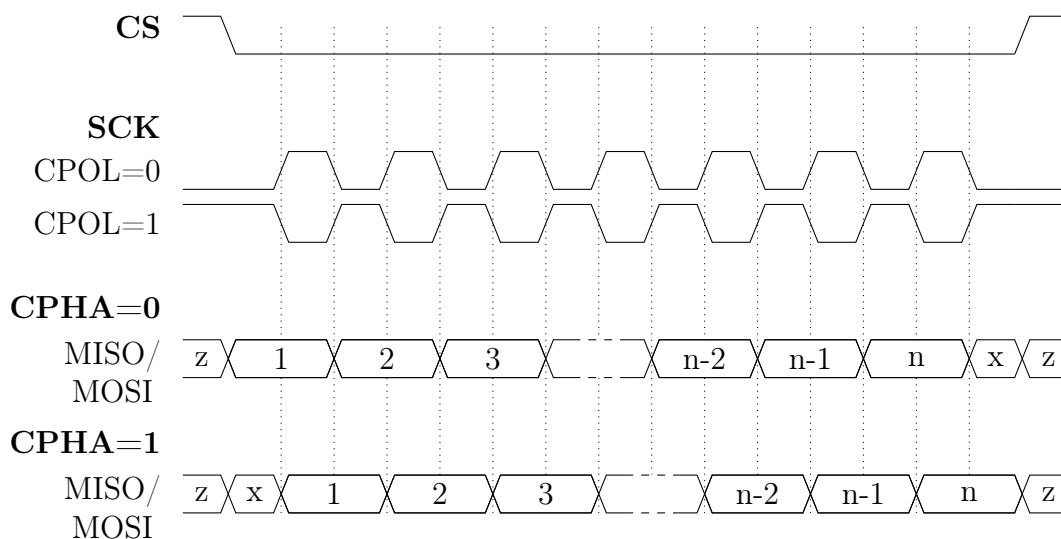 CS
SCK
CPOL=0
CPOL=1
CPHA=0
MISO/ z 1 2 3 n-2 n-1 n x z
MOSI
CPHA=1
MISO/ z x 1 2 3 n-2 n-1 n z
MOSI